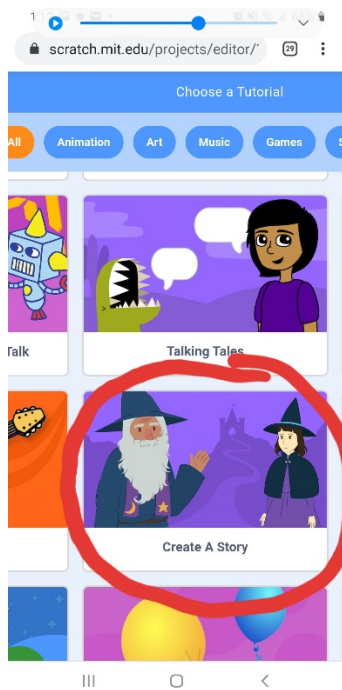 scratch.mit.edu/projects/editor/
29
Choose a Tutorial
All
Animation
Art
Music
Games
S
Talk
Talking Tales
Create A Story